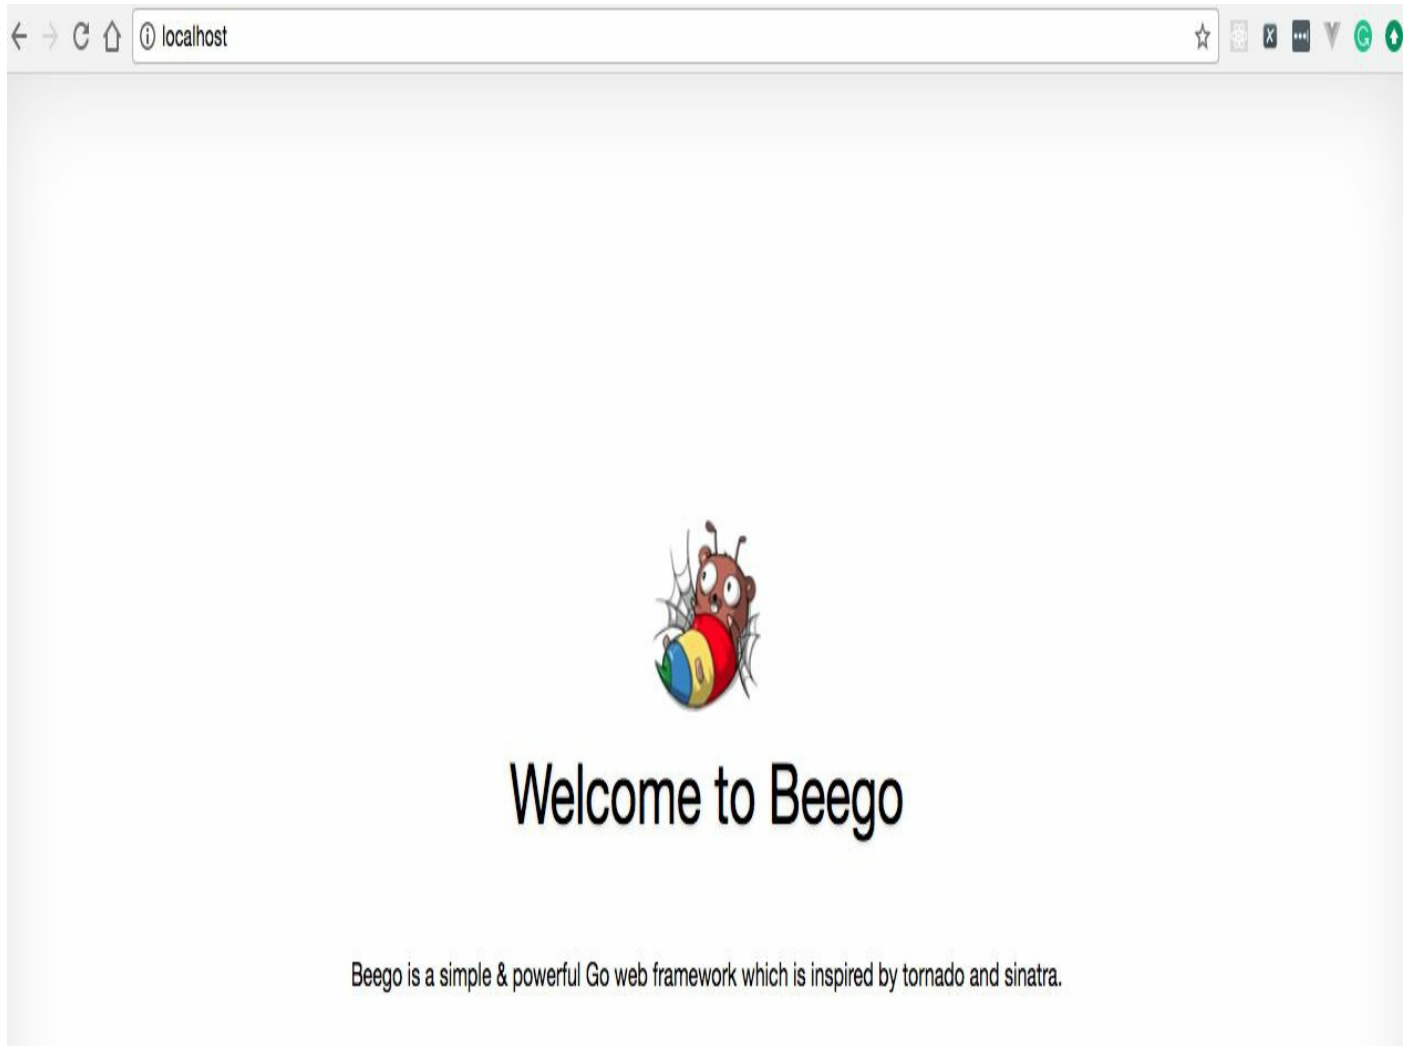 localhost
Welcome to Beego
Beego is a simple & powerful Go web framework which is inspired by tornado and sinatra.